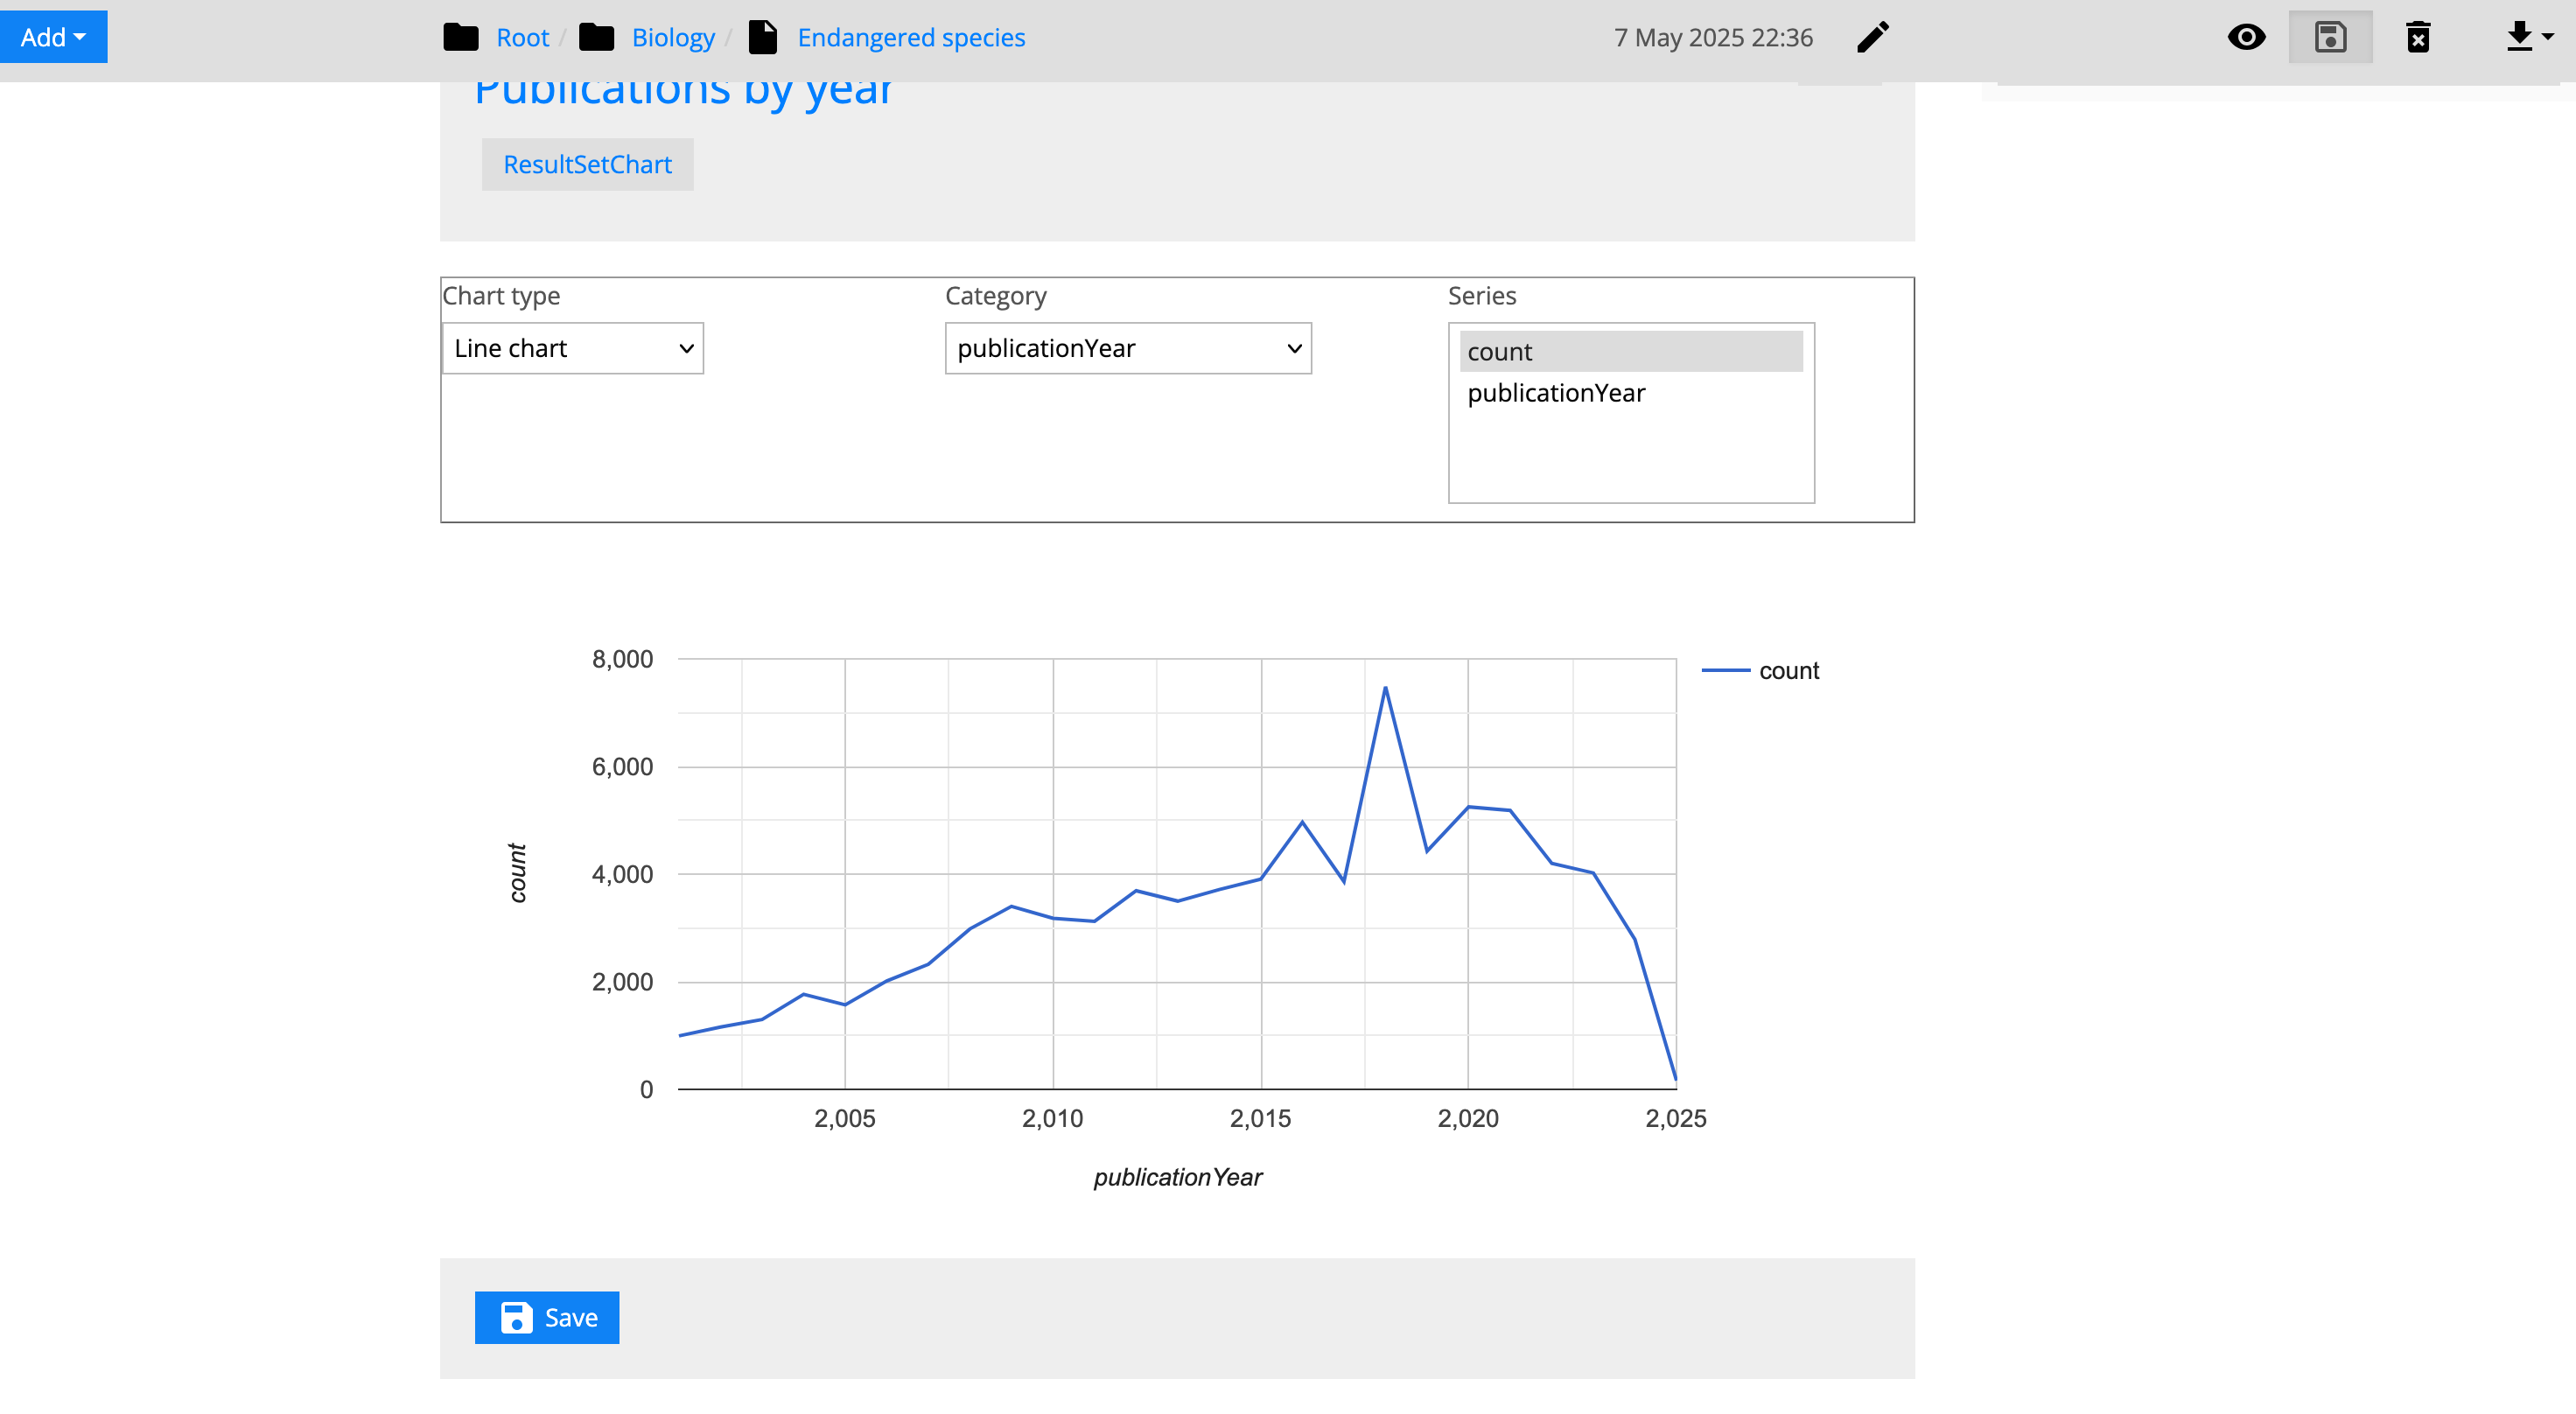 Add
Root / Biology / Endangered species
7 May 2025 22:36
Publications by year
ResultSetChart
Chart type
Category
Series
Line chart
publicationYear
count
publicationYear
8,000
6,000
4,000
2,000
0
count
count
2,005
2,010
2,015
2,020
2,025
publicationYear
Save